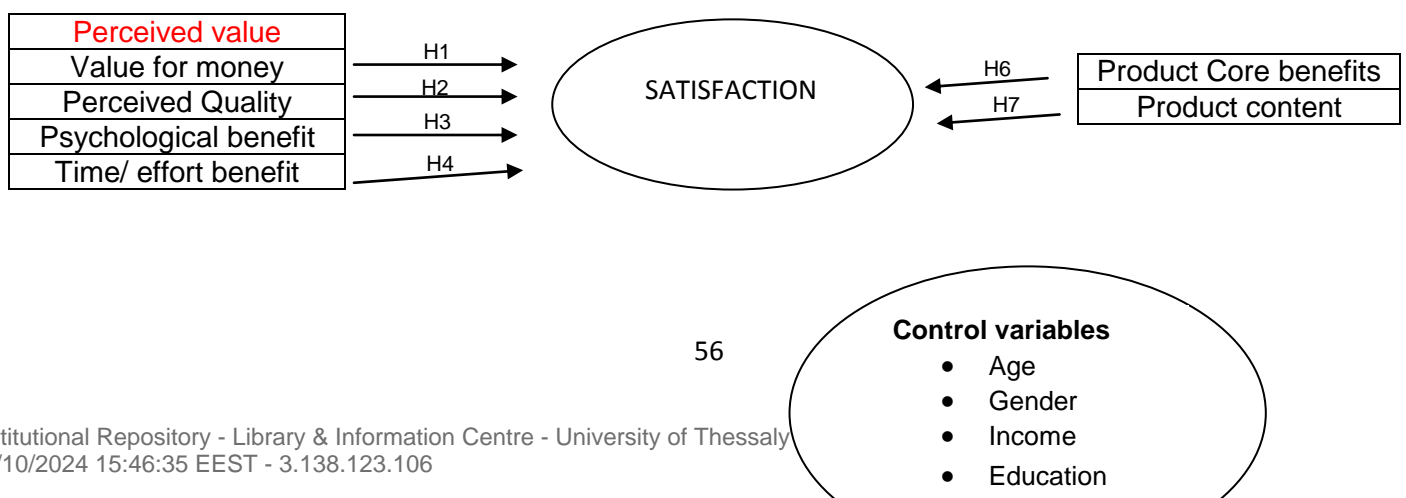 Perceived value
Value for money
Perceived Quality
Psychological benefit
Time/ effort benefit
H1
H2
H3
H4
SATISFACTION
H6
H7
Product Core benefits
Product content
56
Control variables
• Age
• Gender
• Income
• Education
titutional Repository - Library & Information Centre - University of Thessaly
/10/2024 15:46:35 EEST - 3.138.123.106